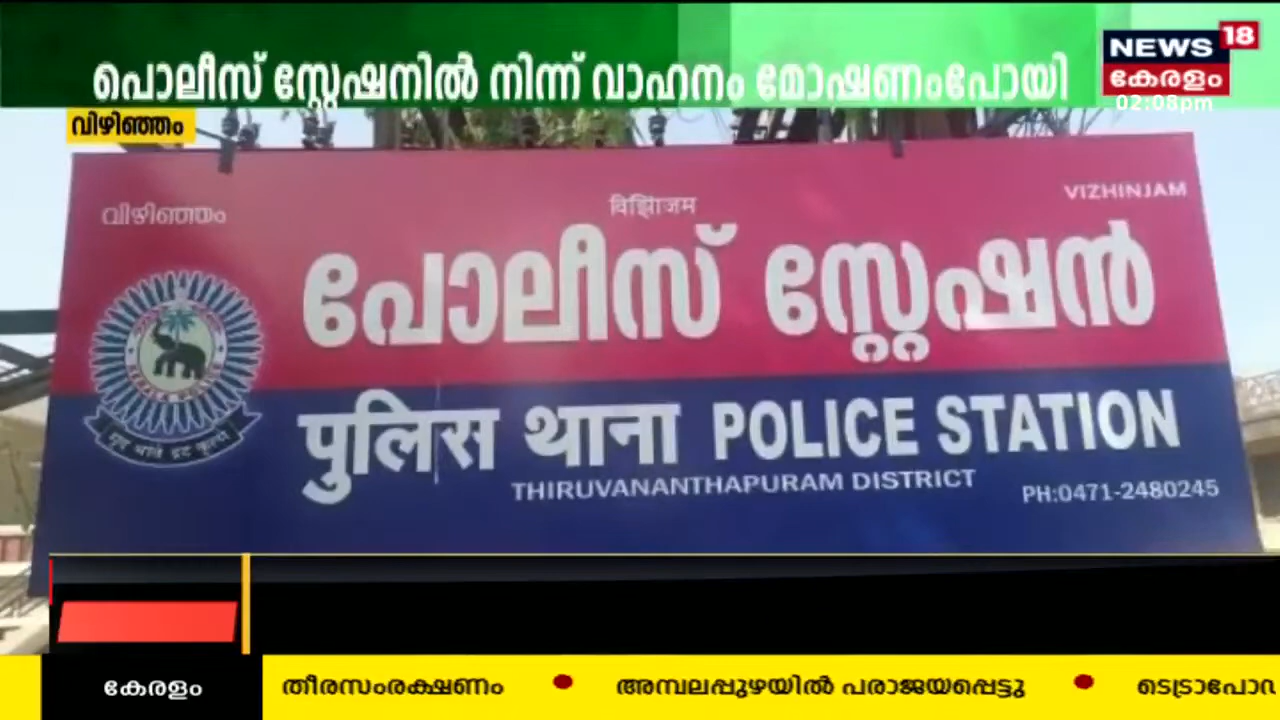 പൊലീസ് സ്റ്റേഷനിൽ നിന്ന് വാഹനം മോഷണംപോയി
NEWS 18
കേരളം
02:08pm
വിഴിഞ്ഞം
വിഴിഞ്ഞം
विझिंजम
VIZHINJAM
പോലീസ് സ്റ്റേഷൻ
पुलिस थाना POLICE STATION
THIRUVANANTHAPURAM DISTRICT
PH:0471-2480245
കേരളം
തീരസംരക്ഷണം • അമ്പലപ്പുഴയിൽ പരാജയപ്പെട്ടു •